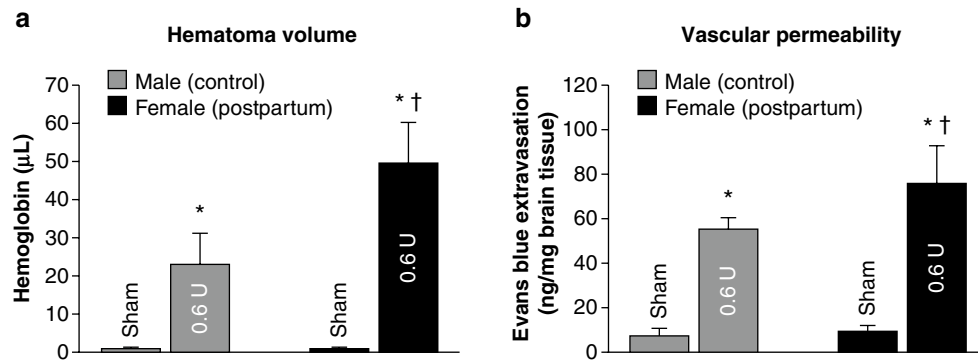 a
Hematoma volume
Male (control)
Female (postpartum)
Hemoglobin (μL)
70
60
50
40
30
20
10
0
Sham
*
0.6 U
Sham
* †
0.6 U
b
Vascular permeability
Male (control)
Female (postpartum)
Evans blue extravasation
(ng/mg brain tissue)
120
100
80
60
40
20
0
Sham
*
0.6 U
Sham
* †
0.6 U